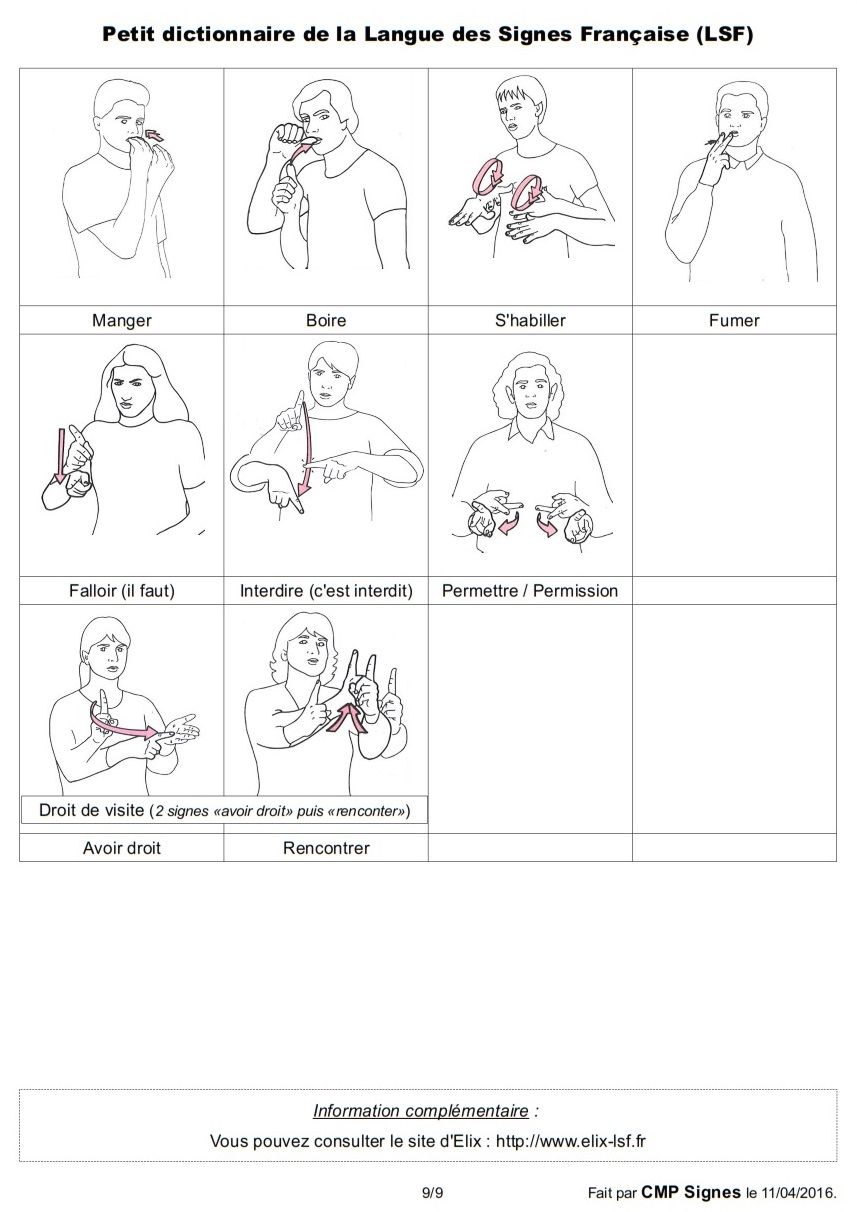 Petit dictionnaire de la Langue des Signes Française (LSF)
Manger
Boire
S'habiller
Fumer
Falloir (il faut)
Interdire (c'est interdit)
Permettre / Permission
Droit de visite (2 signes «avoir droit» puis «renconter»)
Avoir droit
Rencontrer
Information complémentaire :
Vous pouvez consulter le site d'Elix : http://www.elix-lsf.fr
9/9
Fait par CMP Signes le 11/04/2016.